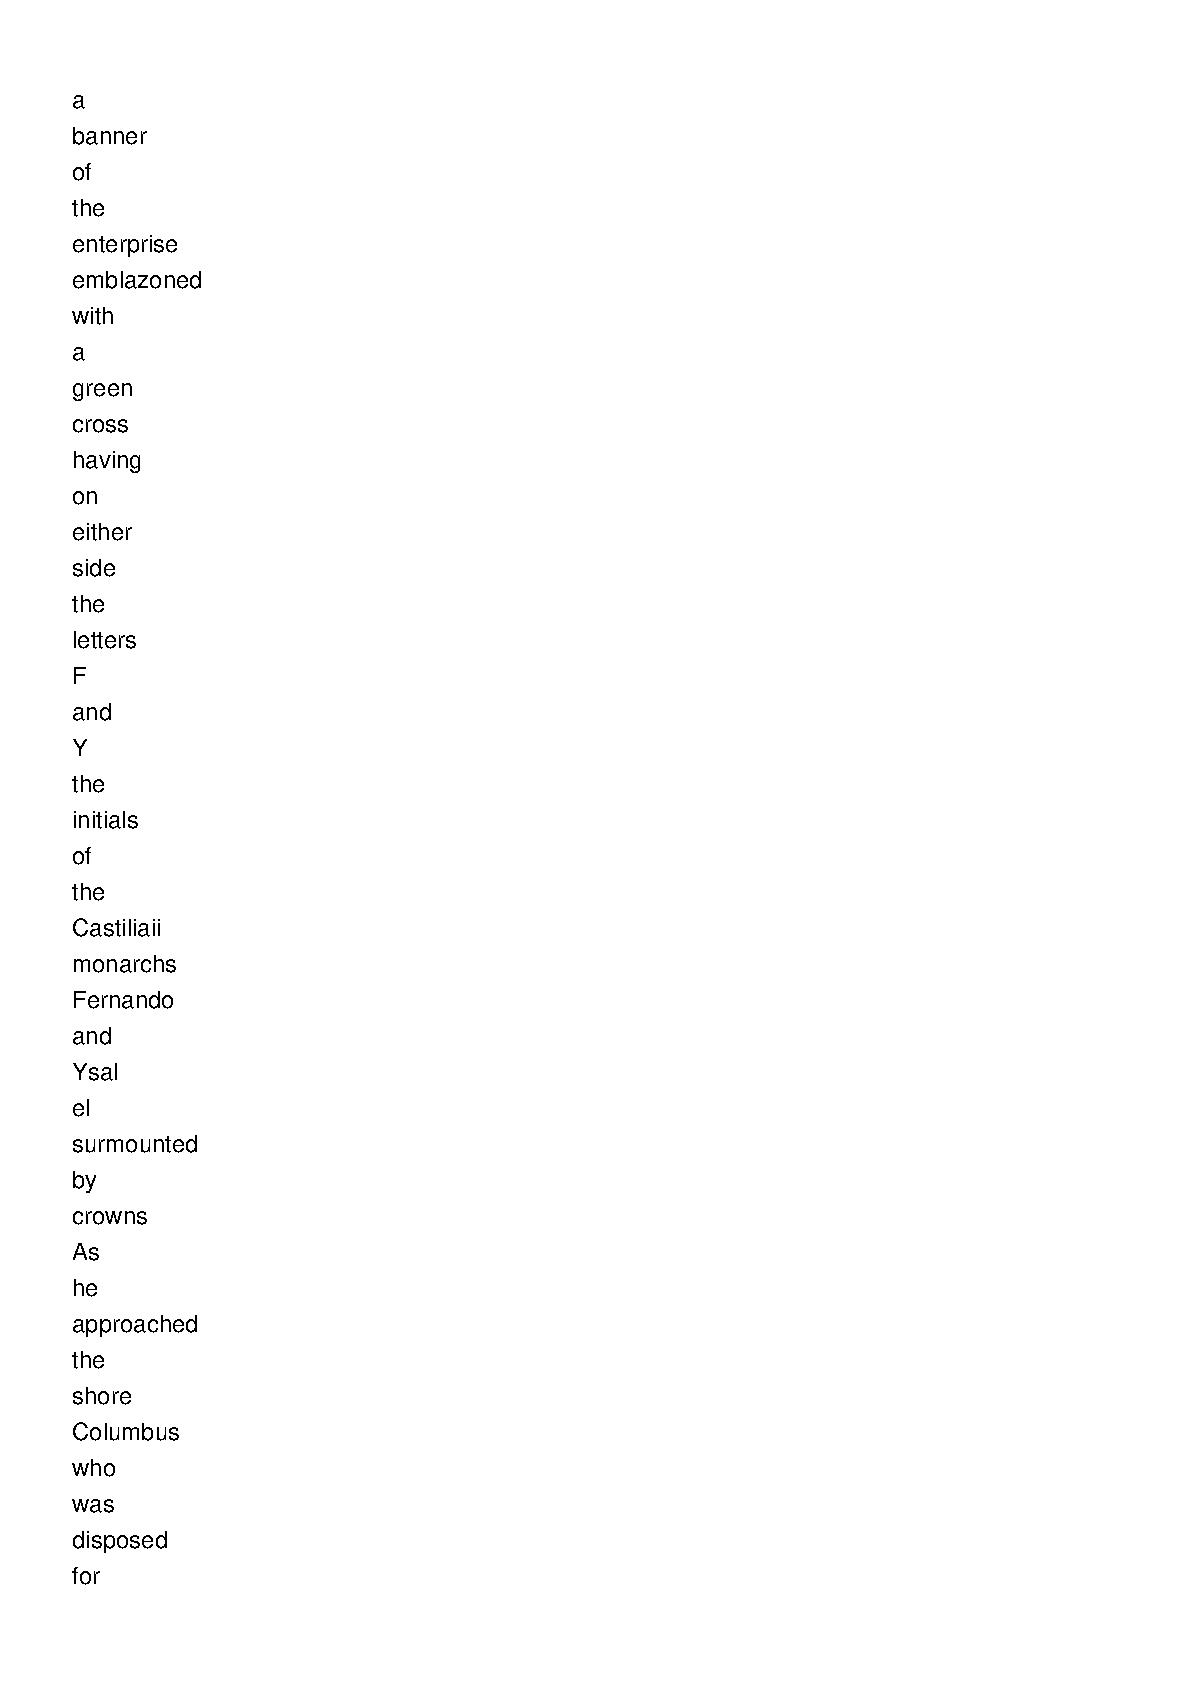 a
banner
of
the
enterprise
emblazoned
with
a
green
cross
having
on
either
side
the
letters
F
and
Y
the
initials
of
the
Castiliaii
monarchs
Fernando
and
Ysal
el
surmounted
by
crowns
As
he
approached
the
shore
Columbus
who
was
disposed
for